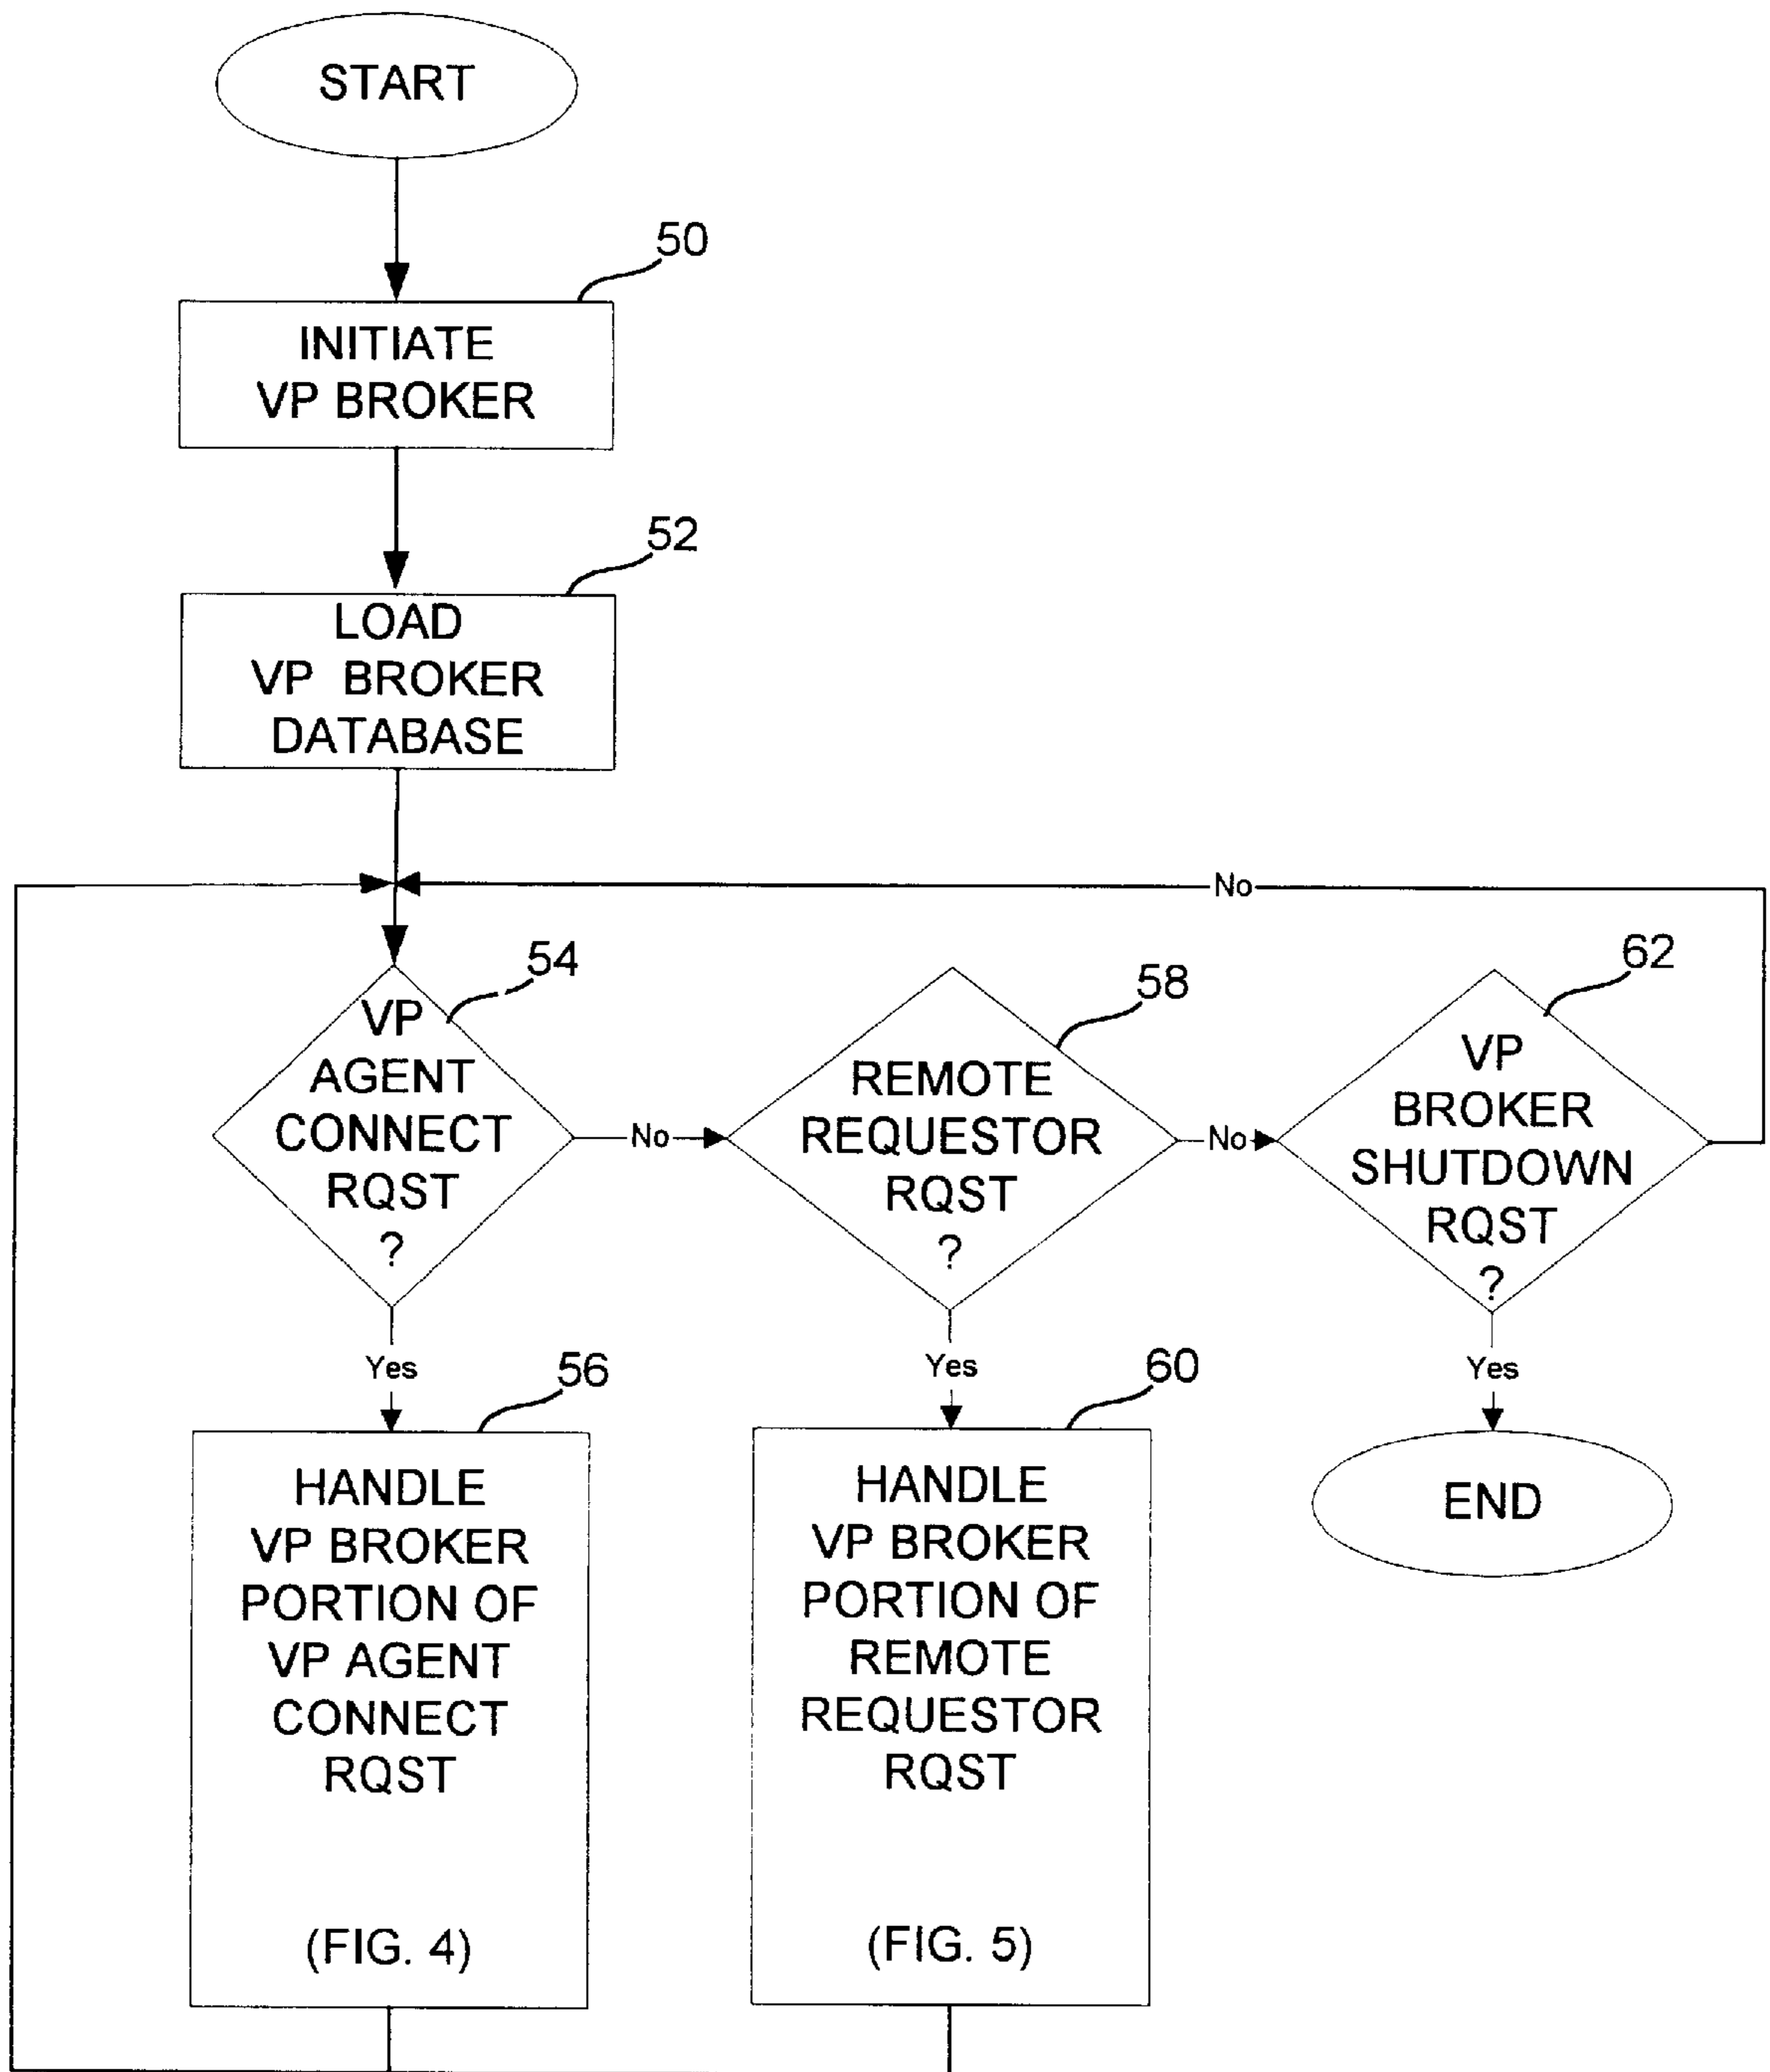 START
50
INITIATE
VP BROKER
52
LOAD
VP BROKER
DATABASE
No
54
VP
AGENT
CONNECT
RQST
?
No
58
REMOTE
REQUESTOR
RQST
?
No
62
VP
BROKER
SHUTDOWN
RQST
?
Yes
56
HANDLE
VP BROKER
PORTION OF
VP AGENT
CONNECT
RQST
(FIG. 4)
Yes
60
HANDLE
VP BROKER
PORTION OF
REMOTE
REQUESTOR
RQST
(FIG. 5)
Yes
END